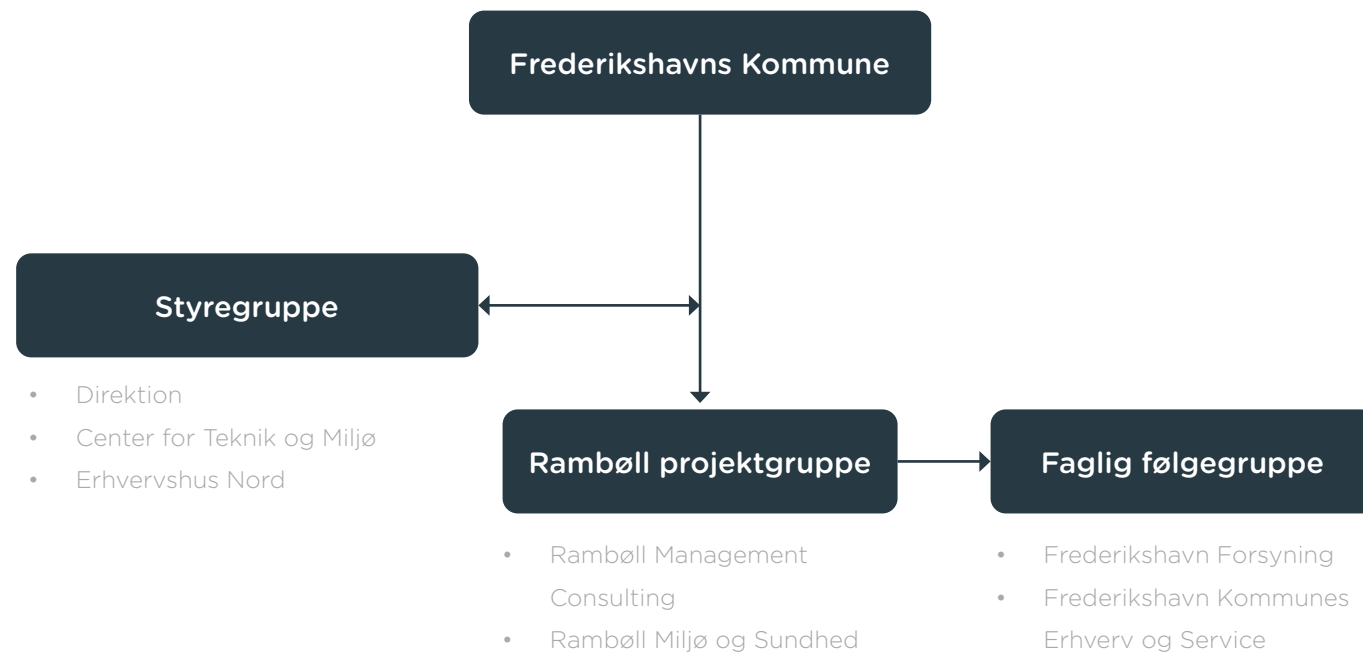 Frederikshavns Kommune
Styregruppe
• Direktion
• Center for Teknik og Miljø
• Erhvervshus Nord
Rambøll projektgruppe
• Rambøll Management
Consulting
• Rambøll Miljø og Sundhed
Faglig følgegruppe
• Frederikshavn Forsyning
• Frederikshavn Kommunes
Erhverv og Service